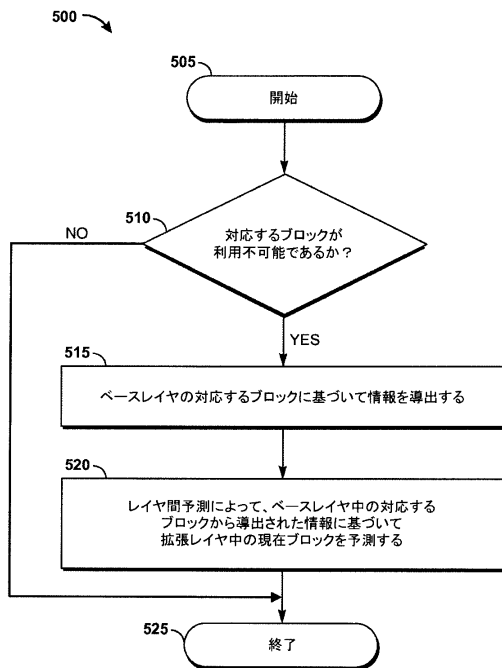 500
505
開始
510
NO
対応するブロックが
利用不可能であるか？
YES
515
ベースレイヤの対応するブロックに基づいて情報を導出する
520
レイヤ間予測によって、ベースレイヤ中の対応する
ブロックから導出された情報に基づいて
拡張レイヤ中の現在ブロックを予測する
525
終了